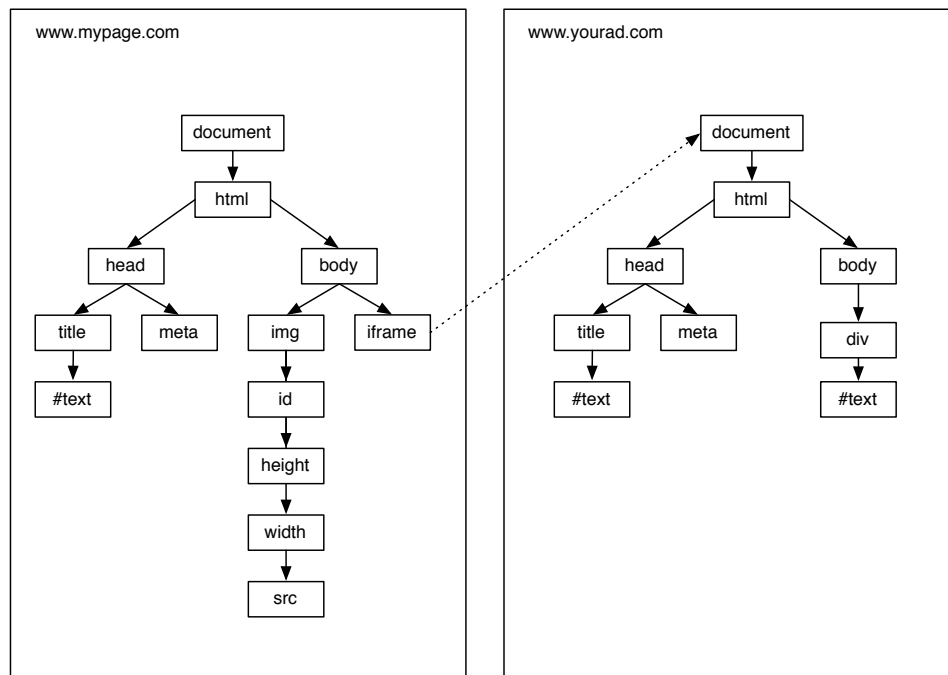 www.mypage.com
document
html
head
body
title
meta
img
iframe
#text
id
height
width
src
www.yourad.com
document
html
head
body
title
meta
div
#text
#text